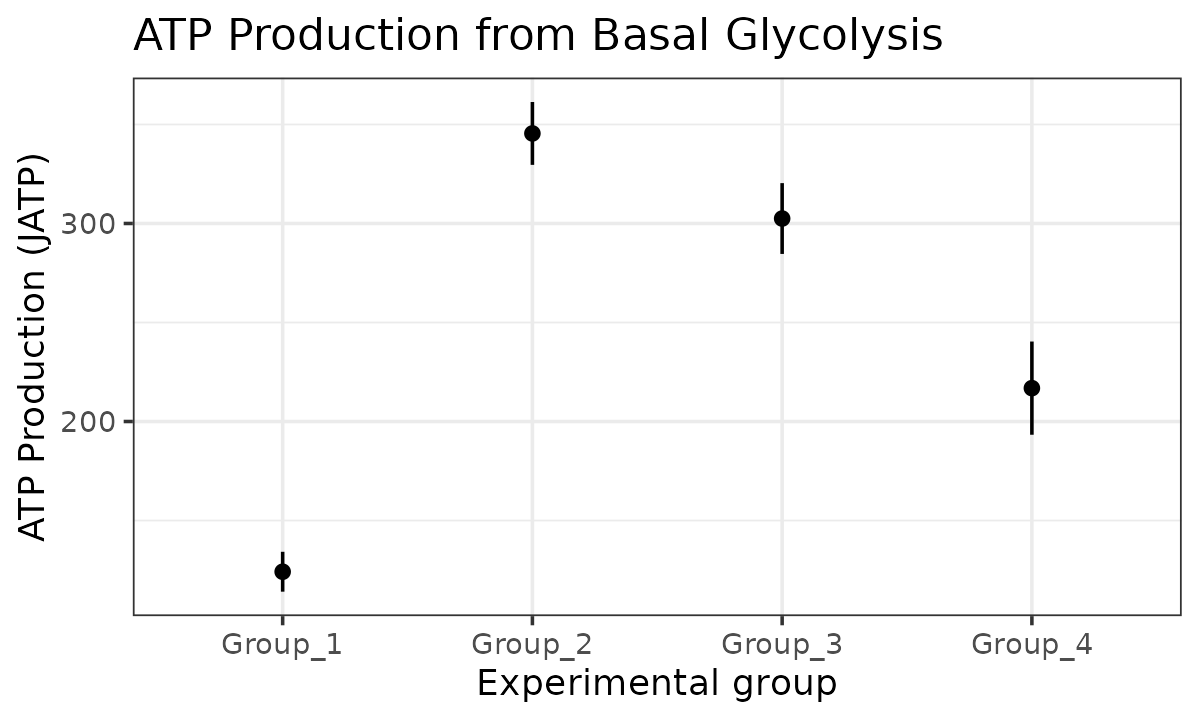 ATP Production from Basal Glycolysis
ATP Production (JATP)
300
200
Group_1 Group_2 Group_3 Group_4
Experimental group